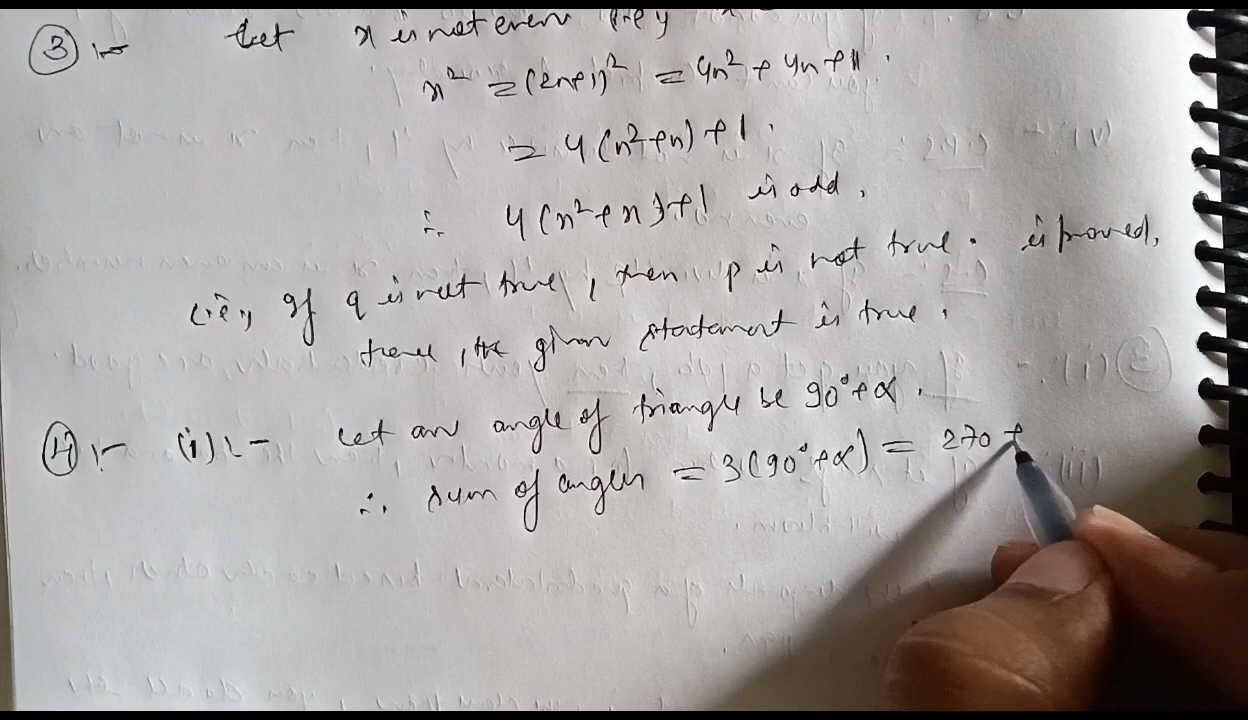 ③ :- Let x is not even i.e.,
x² = (2n+1)² = 4n² + 4n + 1.
= 4(n²+n) + 1.
∴ 4(n²+n)+1 is odd.
(i.e., If q is not true, then p is not true. is proved,
Hence, the given statement is true.
④ :- (i) :- Let an angle of triangle be 90°+α.
∴ sum of angles = 3(90°+α) = 270 +